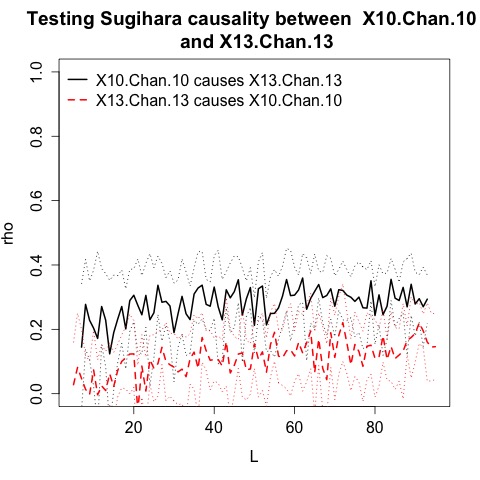 Testing Sugihara causality between  X10.Chan.10
and X13.Chan.13
X10.Chan.10 causes X13.Chan.13
X13.Chan.13 causes X10.Chan.10
rho
1.0
0.8
0.6
0.4
0.2
0.0
20 40 60 80
L